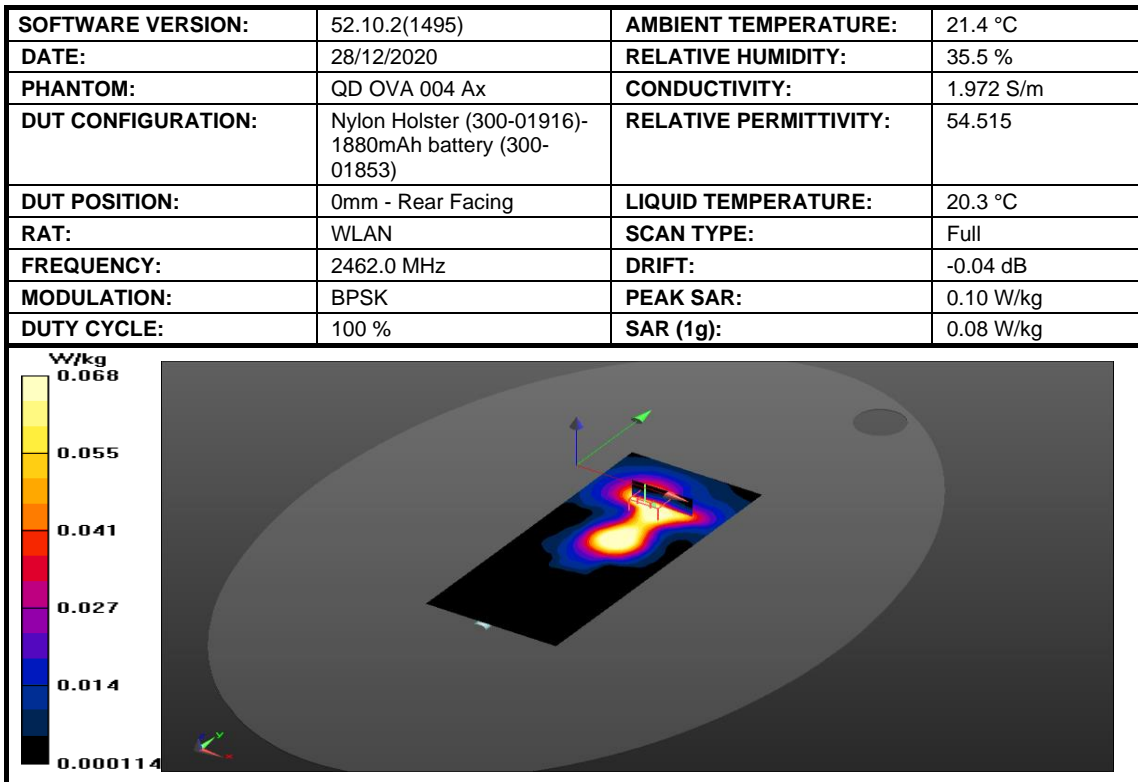 SOFTWARE VERSION: 52.10.2(1495) AMBIENT TEMPERATURE: 21.4 °C
DATE: 28/12/2020 RELATIVE HUMIDITY: 35.5 %
PHANTOM: QD OVA 004 Ax CONDUCTIVITY: 1.972 S/m
DUT CONFIGURATION: Nylon Holster (300-01916)- RELATIVE PERMITTIVITY: 54.515
1880mAh battery (300-
01853)
DUT POSITION: 0mm - Rear Facing LIQUID TEMPERATURE: 20.3 °C
RAT: WLAN SCAN TYPE: Full
FREQUENCY: 2462.0 MHz DRIFT: -0.04 dB
MODULATION: BPSK PEAK SAR: 0.10 W/kg
DUTY CYCLE: 100 % SAR (1g): 0.08 W/kg
W/kg
0.068
0.055
0.041
0.027
0.014
0.000114